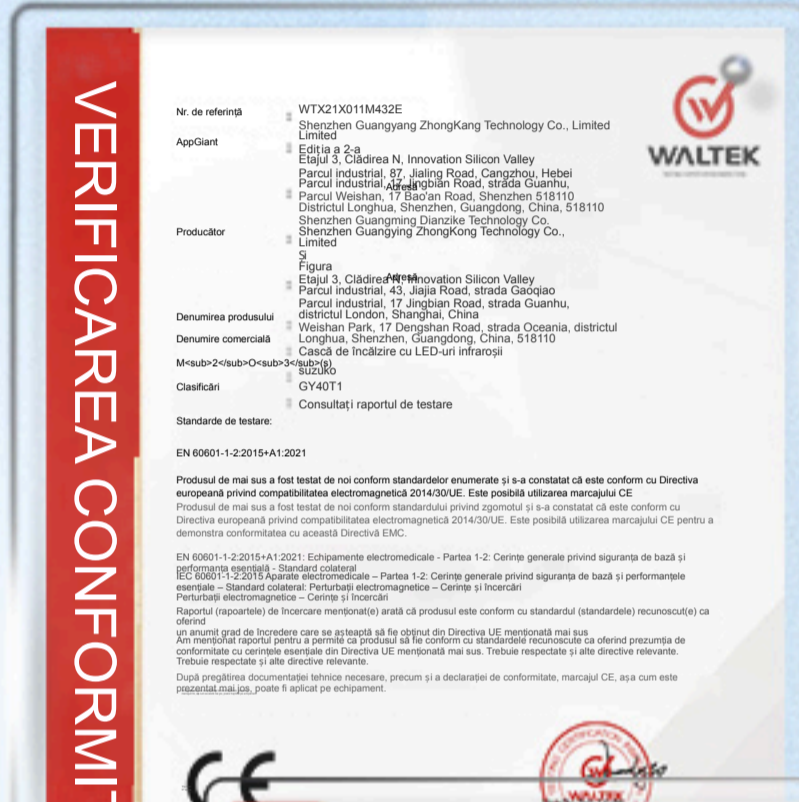 VERIFICAREA CONFORMIT
WALTEK
Nr. de referință
WTX21X011M432E
Shenzhen Guangyang ZhongKang Technology Co., Limited
Limited
AppGiant
Ediția a 2-a
Etajul 3, Clădirea N, Innovation Silicon Valley
Parcul industrial, 87, Jialing Road, Cangzhou, Hebei
Parcul industrial, 17 Jingbian Road, strada Guanhu,
Adresă
Parcul Weishan, 17 Bao'an Road, Shenzhen 518110
Districtul Longhua, Shenzhen, Guangdong, China, 518110
Shenzhen Guangming Dianzike Technology Co.
Producător
Shenzhen Guangying ZhongKong Technology Co.,
Limited
Și
Figura
Adresă
Etajul 3, Clădirea N, Innovation Silicon Valley
Parcul industrial, 43, Jiajia Road, strada Gaoqiao
Parcul industrial, 17 Jingbian Road, strada Guanhu,
districtul London, Shanghai, China
Denumirea produsului
Weishan Park, 17 Dengshan Road, strada Oceania, districtul
Longhua, Shenzhen, Guangdong, China, 518110
Denumire comercială
Cască de încălzire cu LED-uri infraroșii
M<sub>2</sub>O<sub>3</sub>(s)
suzuko
Clasificări
GY40T1
Consultați raportul de testare
Standarde de testare:
EN 60601-1-2:2015+A1:2021
Produsul de mai sus a fost testat de noi conform standardelor enumerate și s-a constatat că este conform cu Directiva
europeană privind compatibilitatea electromagnetică 2014/30/UE. Este posibilă utilizarea marcajului CE
Produsul de mai sus a fost testat de noi conform standardului privind zgomotul și s-a constatat că este conform cu
Directiva europeană privind compatibilitatea electromagnetică 2014/30/UE. Este posibilă utilizarea marcajului CE pentru a
demonstra conformitatea cu această Directivă EMC.
EN 60601-1-2:2015+A1:2021: Echipamente electromedicale - Partea 1-2: Cerințe generale privind siguranța de bază și
performanța esențială - Standard colateral
IEC 60601-1-2:2015 Aparate electromedicale – Partea 1-2: Cerințe generale privind siguranța de bază și performanțele
esențiale – Standard colateral: Perturbații electromagnetice – Cerințe și încercări
Perturbații electromagnetice – Cerințe și încercări
Raportul (rapoartele) de încercare menționat(e) arată că produsul este conform cu standardul (standardele) recunoscut(e) ca
oferind
un anumit grad de încredere care se așteaptă să fie obținut din Directiva UE menționată mai sus
Am menționat raportul pentru a permite ca produsul să fie conform cu standardele recunoscute ca oferind prezumția de
conformitate cu cerințele esențiale din Directiva UE menționată mai sus. Trebuie respectate și alte directive relevante.
Trebuie respectate și alte directive relevante.
După pregătirea documentației tehnice necesare, precum și a declarației de conformitate, marcajul CE, așa cum este
prezentat mai jos, poate fi aplicat pe echipament.
CE
WALTEK